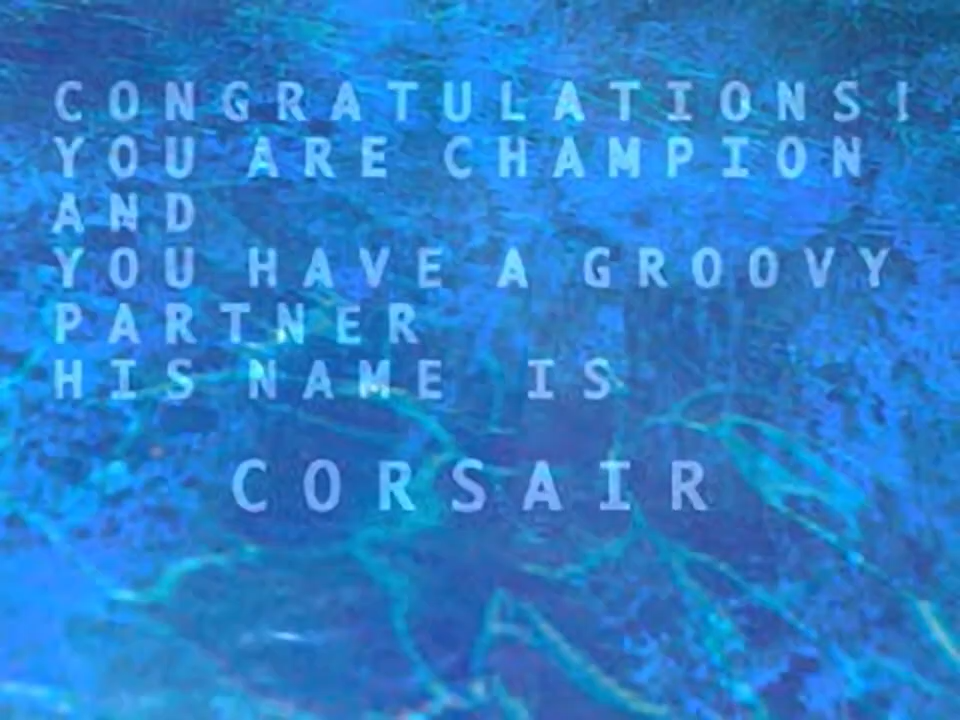 CONGRATULATIONS!
YOU ARE CHAMPION
AND
YOU HAVE A GROOVY
PARTNER
HIS NAME IS
CORSAIR